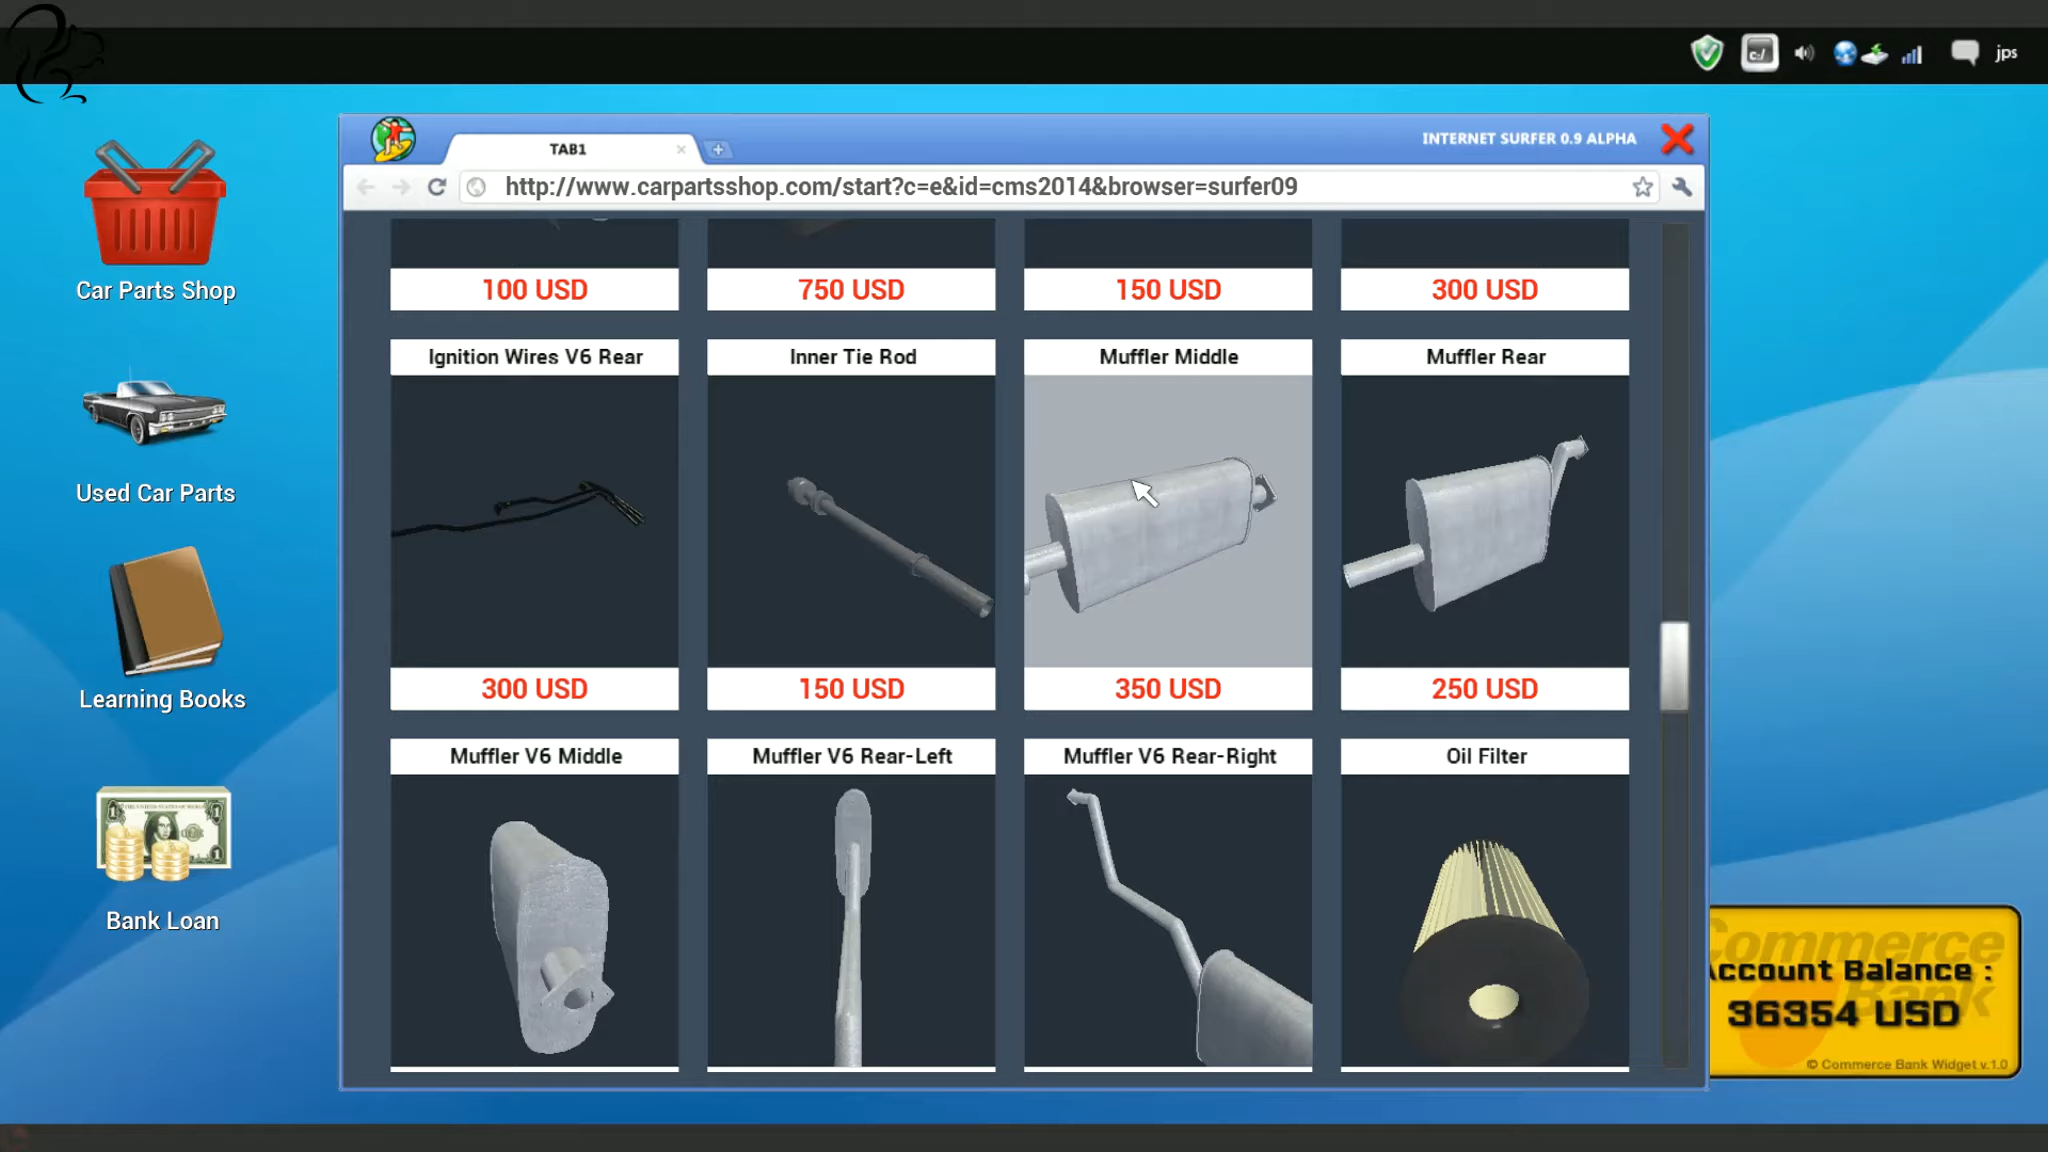 jps
INTERNET SURFER 0.9 ALPHA
TAB1
http://www.carpartsshop.com/start?c=e&id=cms2014&browser=surfer09
Car Parts Shop
Used Car Parts
Learning Books
Bank Loan
100 USD
750 USD
150 USD
300 USD
Ignition Wires V6 Rear
Inner Tie Rod
Muffler Middle
Muffler Rear
300 USD
150 USD
350 USD
250 USD
Muffler V6 Middle
Muffler V6 Rear-Left
Muffler V6 Rear-Right
Oil Filter
Commerce
Bank
Account Balance :
36354 USD
© Commerce Bank Widget v.1.0